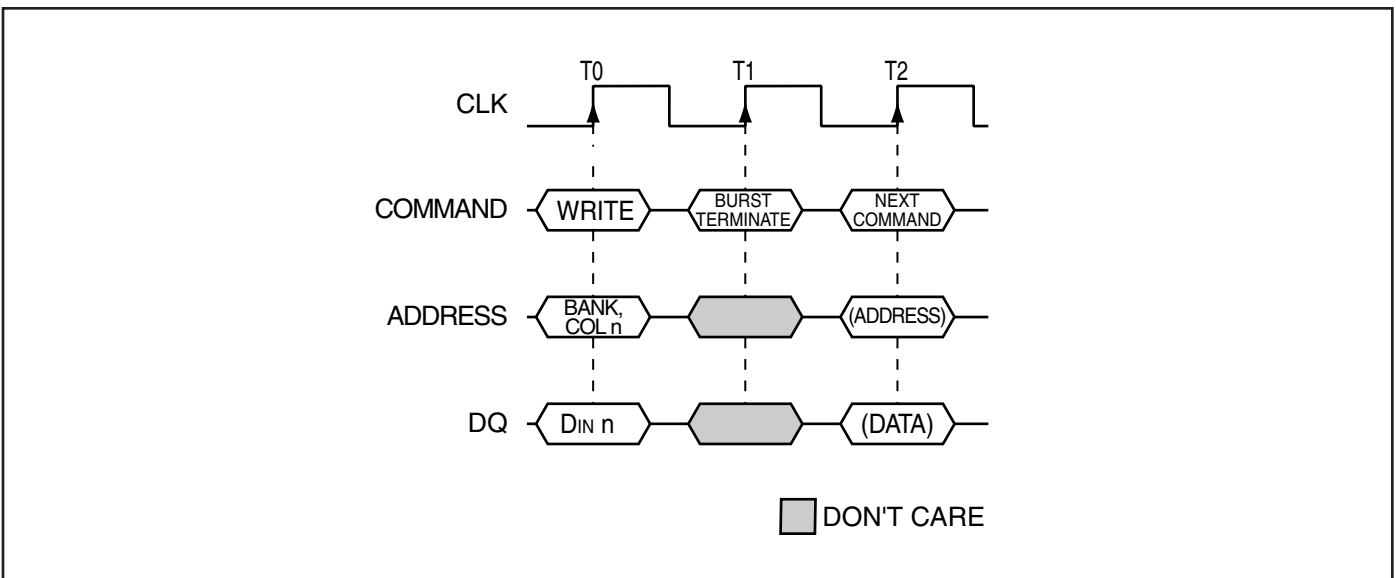 T0 T1 T2
CLK
COMMAND WRITE BURST TERMINATE NEXT COMMAND
ADDRESS BANK, COL n (ADDRESS)
DQ DIN n (DATA)
DON'T CARE